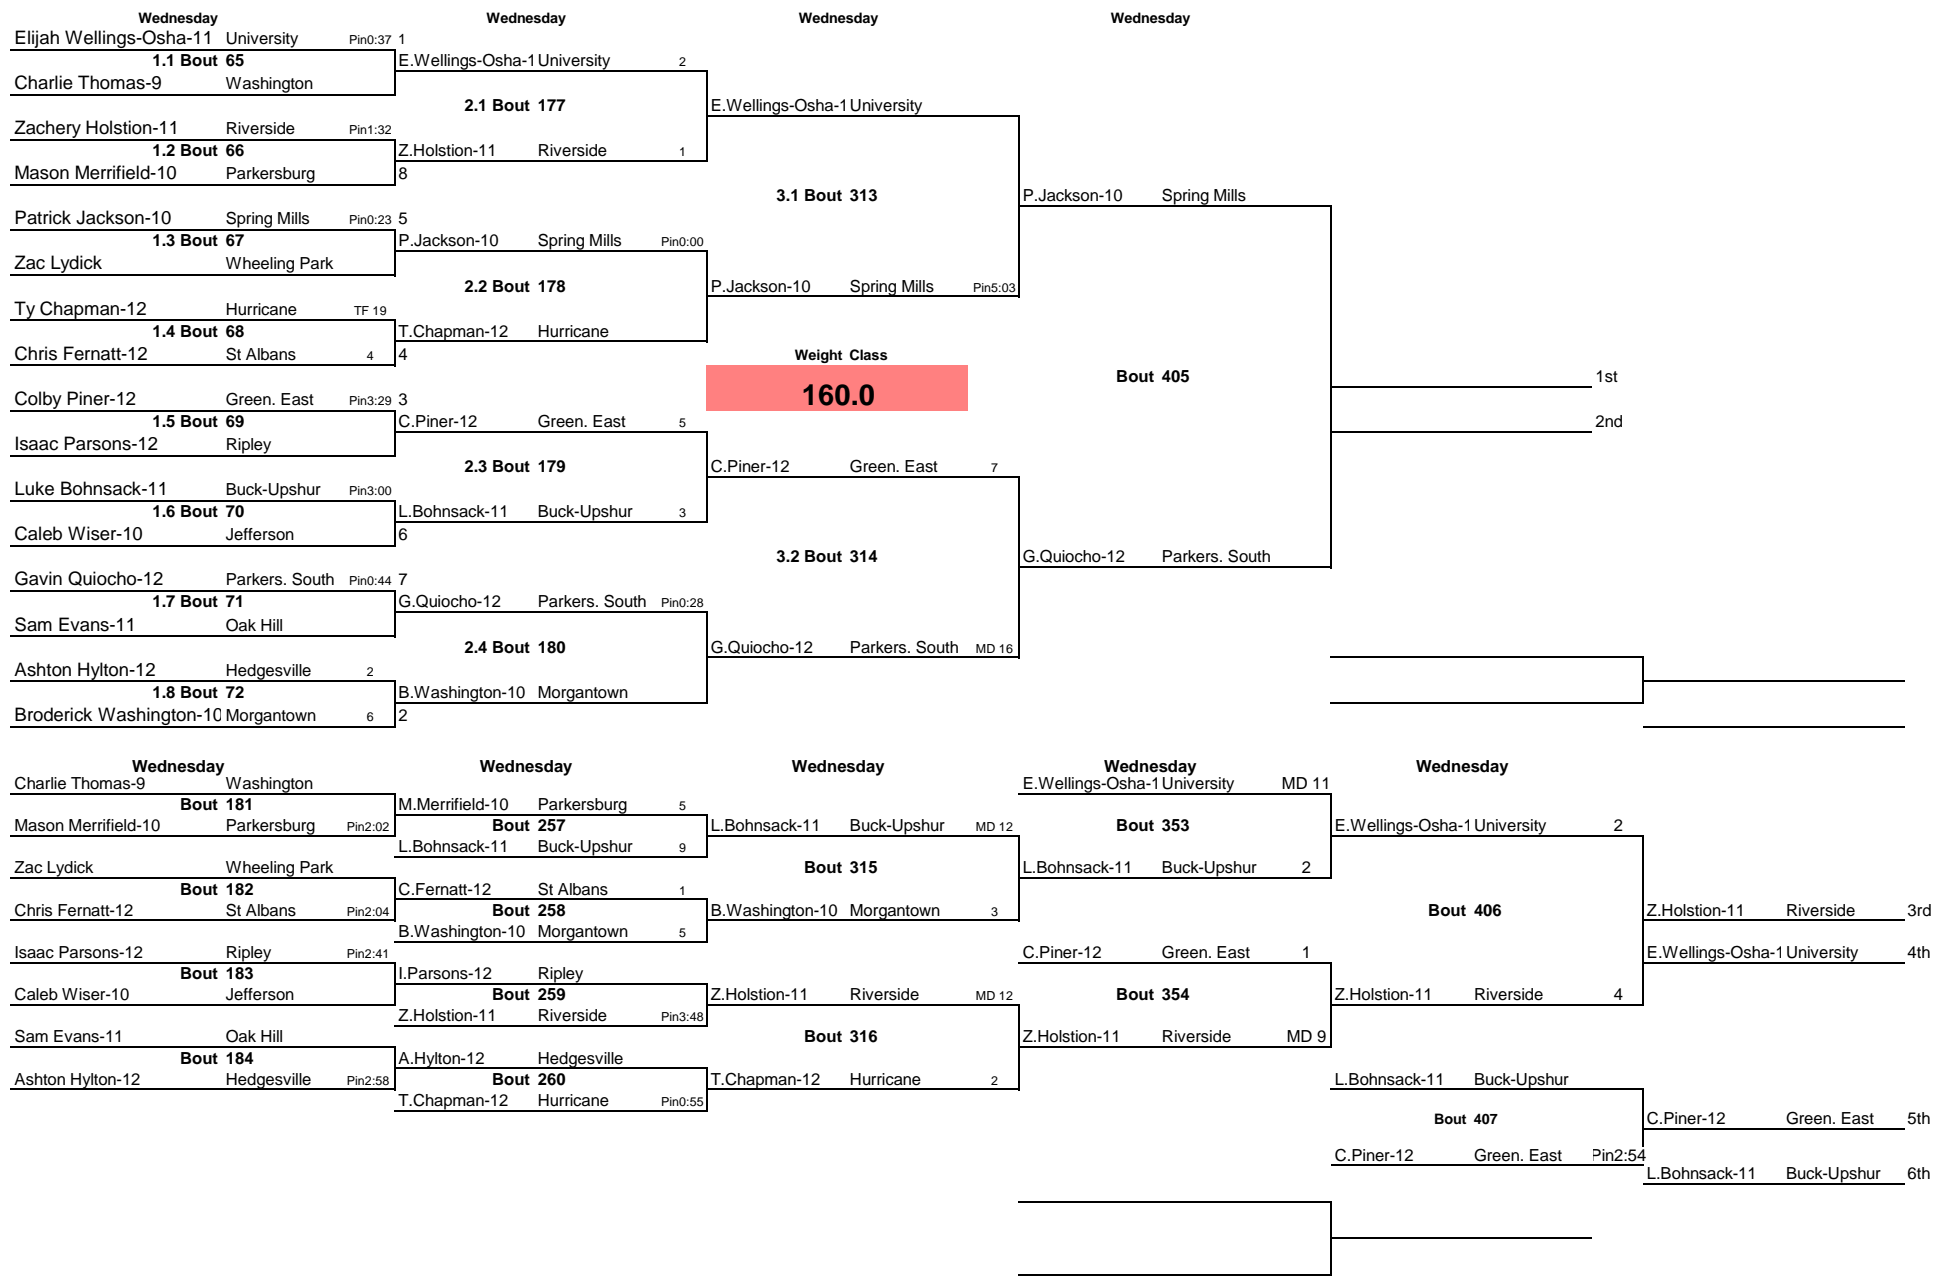 Wednesday Wednesday Wednesday Wednesday
Elijah Wellings-Osha-11 University Pin0:37 1
1.1 Bout 65 E.Wellings-Osha-1 University 2
Charlie Thomas-9 Washington
2.1 Bout 177 E.Wellings-Osha-1 University
Zachery Holstion-11 Riverside Pin1:32
1.2 Bout 66 Z.Holstion-11 Riverside 1
Mason Merrifield-10 Parkersburg 8
3.1 Bout 313 P.Jackson-10 Spring Mills
Patrick Jackson-10 Spring Mills Pin0:23 5
1.3 Bout 67 P.Jackson-10 Spring Mills Pin0:00
Zac Lydick Wheeling Park
2.2 Bout 178 P.Jackson-10 Spring Mills Pin5:03
Ty Chapman-12 Hurricane TF 19
1.4 Bout 68 T.Chapman-12 Hurricane
Chris Fernatt-12 St Albans 4 4 Weight Class
Bout 405 1st
Colby Piner-12 Green. East Pin3:29 3 160.0
1.5 Bout 69 C.Piner-12 Green. East 5 2nd
Isaac Parsons-12 Ripley
2.3 Bout 179 C.Piner-12 Green. East 7
Luke Bohnsack-11 Buck-Upshur Pin3:00
1.6 Bout 70 L.Bohnsack-11 Buck-Upshur 3
Caleb Wiser-10 Jefferson 6
3.2 Bout 314 G.Quiocho-12 Parkers. South
Gavin Quiocho-12 Parkers. South Pin0:44 7
1.7 Bout 71 G.Quiocho-12 Parkers. South Pin0:28
Sam Evans-11 Oak Hill
2.4 Bout 180 G.Quiocho-12 Parkers. South MD 16
Ashton Hylton-12 Hedgesville 2
1.8 Bout 72 B.Washington-10 Morgantown
Broderick Washington-10 Morgantown 6 2
Wednesday Wednesday Wednesday Wednesday Wednesday
Charlie Thomas-9 Washington E.Wellings-Osha-1 University MD 11
Bout 181 M.Merrifield-10 Parkersburg 5
Mason Merrifield-10 Parkersburg Pin2:02 Bout 257 L.Bohnsack-11 Buck-Upshur MD 12 Bout 353 E.Wellings-Osha-1 University 2
L.Bohnsack-11 Buck-Upshur 9
Zac Lydick Wheeling Park Bout 315 L.Bohnsack-11 Buck-Upshur 2
Bout 182 C.Fernatt-12 St Albans 1
Chris Fernatt-12 St Albans Pin2:04 Bout 258 B.Washington-10 Morgantown 3 Bout 406 Z.Holstion-11 Riverside 3rd
B.Washington-10 Morgantown 5
Isaac Parsons-12 Ripley Pin2:41 C.Piner-12 Green. East 1 E.Wellings-Osha-1 University 4th
Bout 183 I.Parsons-12 Ripley
Caleb Wiser-10 Jefferson Bout 259 Z.Holstion-11 Riverside MD 12 Bout 354 Z.Holstion-11 Riverside 4
Z.Holstion-11 Riverside Pin3:48
Sam Evans-11 Oak Hill Bout 316 Z.Holstion-11 Riverside MD 9
Bout 184 A.Hylton-12 Hedgesville
Ashton Hylton-12 Hedgesville Pin2:58 Bout 260 T.Chapman-12 Hurricane 2 L.Bohnsack-11 Buck-Upshur
T.Chapman-12 Hurricane Pin0:55
Bout 407 C.Piner-12 Green. East 5th
C.Piner-12 Green. East Pin2:54
L.Bohnsack-11 Buck-Upshur 6th